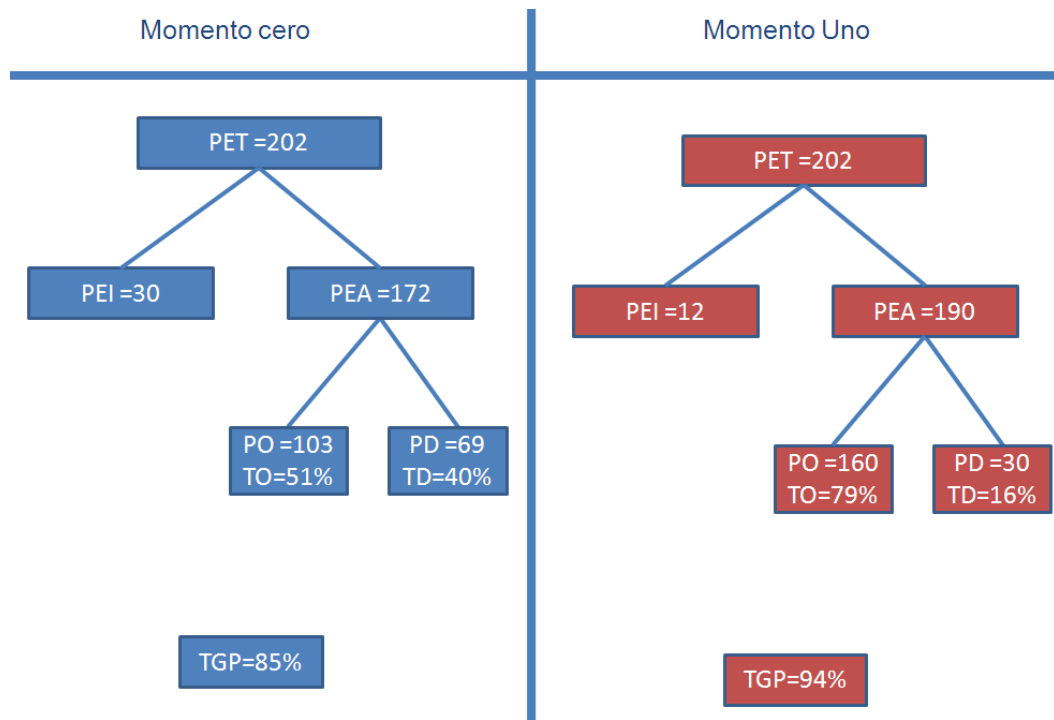 Momento cero
PET =202
PEI =30
PEA =172
PO =103
TO=51%
PD =69
TD=40%
TGP=85%
Momento Uno
PET =202
PEI =12
PEA =190
PO =160
TO=79%
PD =30
TD=16%
TGP=94%